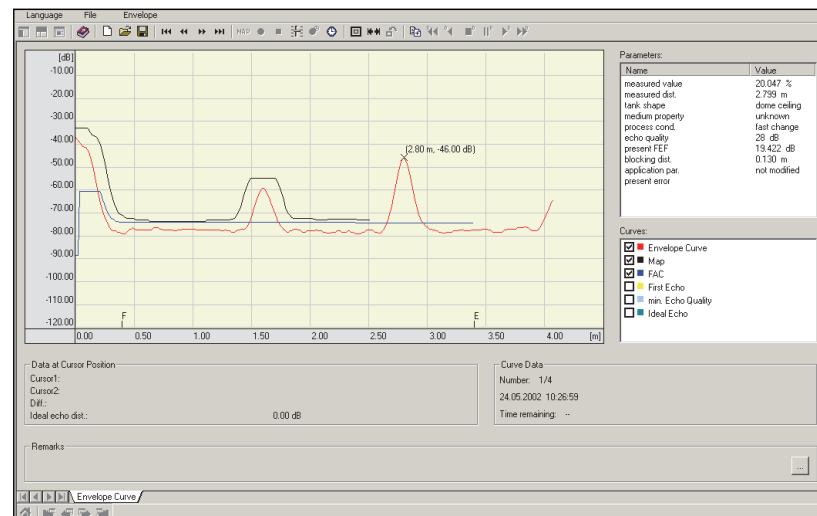 Language File Envelope
MAP
[dB]
-10.00
-20.00
-30.00
-40.00
-50.00
-60.00
-70.00
-80.00
-90.00
-100.00
-110.00
-120.00
(2.80 m, -46.00 dB)
F
E
0.00 0.50 1.00 1.50 2.00 2.50 3.00 3.50 4.00 [m]
Parameters:
Name Value
measured value 20.047 %
measured dist. 2.799 m
tank shape dome ceiling
medium property unknown
process cond. fast change
echo quality 28 dB
present FEF 19.422 dB
blocking dist. 0.130 m
application par. not modified
present error
Curves:
Envelope Curve
Map
FAC
First Echo
min. Echo Quality
Ideal Echo
Data at Cursor Position
Cursor1:
Cursor2:
Diff.:
Ideal echo dist.: 0.00 dB
Curve Data
Number: 1/4
24.05.2002 10:26:59
Time remaining: --
Remarks
...
Envelope Curve